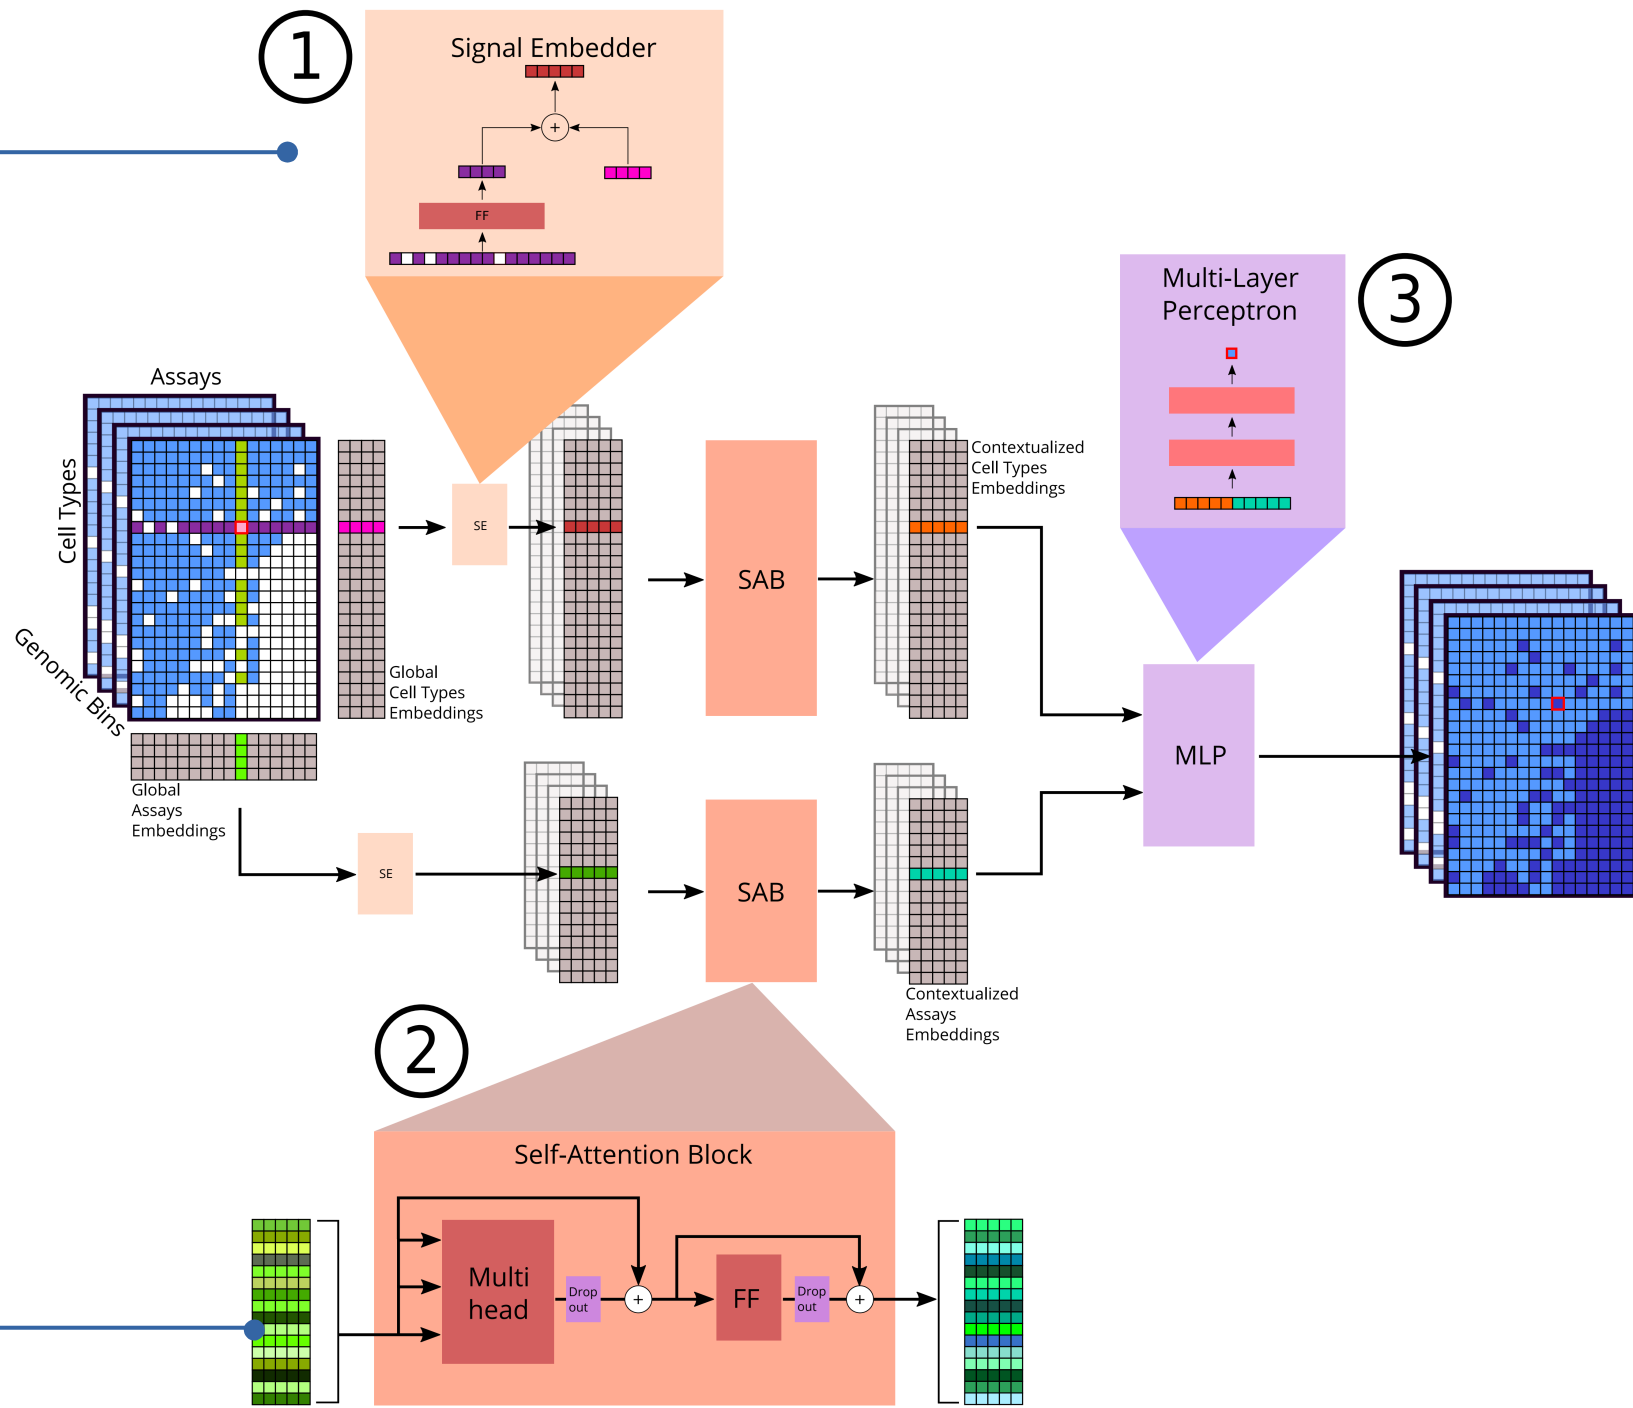 1
Signal Embedder
+
FF
Multi-Layer
Perceptron
3
Assays
Cell Types
Genomic Bins
SE
Global
Cell Types
Embeddings
SAB
Contextualized
Cell Types
Embeddings
Global
Assays
Embeddings
SE
SAB
Contextualized
Assays
Embeddings
MLP
2
Self-Attention Block
Multi
head
Drop
out
+
FF
Drop
out
+